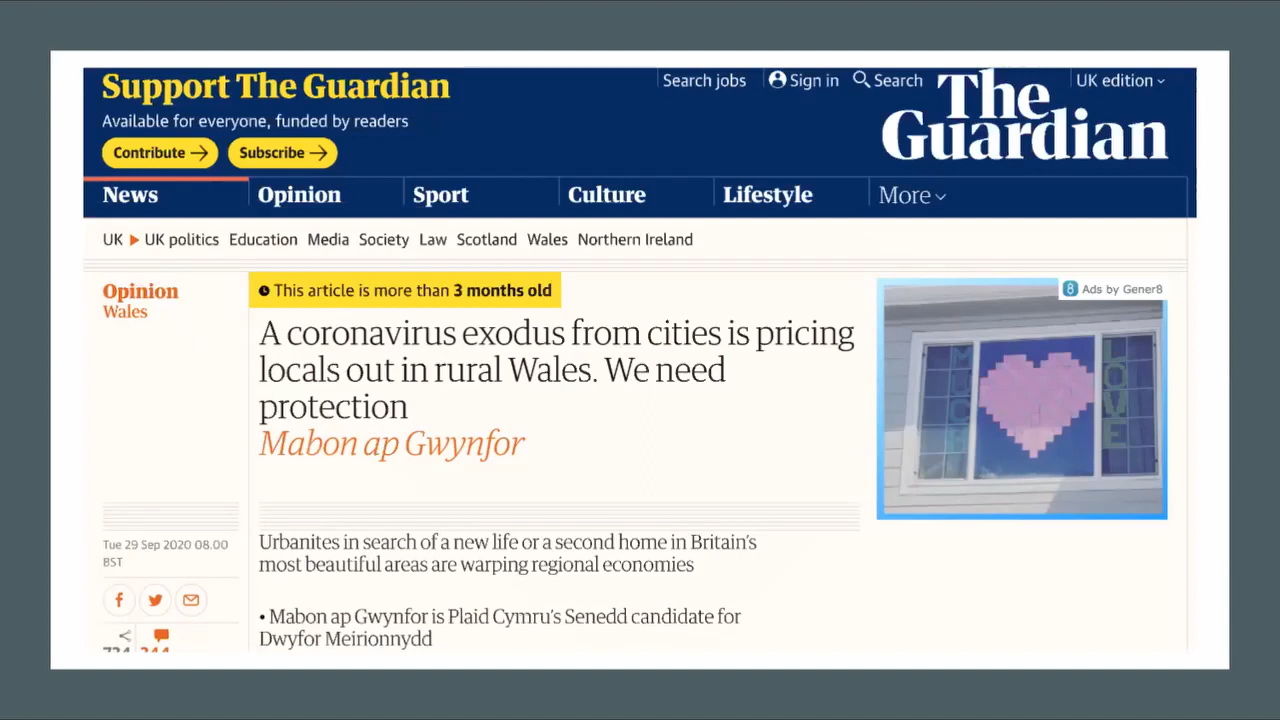 Support The Guardian
Available for everyone, funded by readers
Contribute →
Subscribe →
Search jobs
Sign in
Search
The
Guardian
UK edition
News
Opinion
Sport
Culture
Lifestyle
More
UK
UK politics
Education
Media
Society
Law
Scotland
Wales
Northern Ireland
Opinion
Wales
This article is more than 3 months old
A coronavirus exodus from cities is pricing
locals out in rural Wales. We need
protection
Mabon ap Gwynfor
Ads by Gener8
MUCH
LOVE
Tue 29 Sep 2020 08.00
BST
Urbanites in search of a new life or a second home in Britain's
most beautiful areas are warping regional economies
• Mabon ap Gwynfor is Plaid Cymru's Senedd candidate for
Dwyfor Meirionnydd